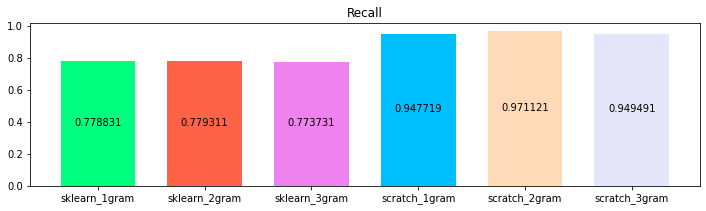 Recall
1.0
0.8
0.6
0.4
0.2
0.0
0.778831 0.779311 0.773731 0.947719 0.971121 0.949491
sklearn_1gram sklearn_2gram sklearn_3gram scratch_1gram scratch_2gram scratch_3gram